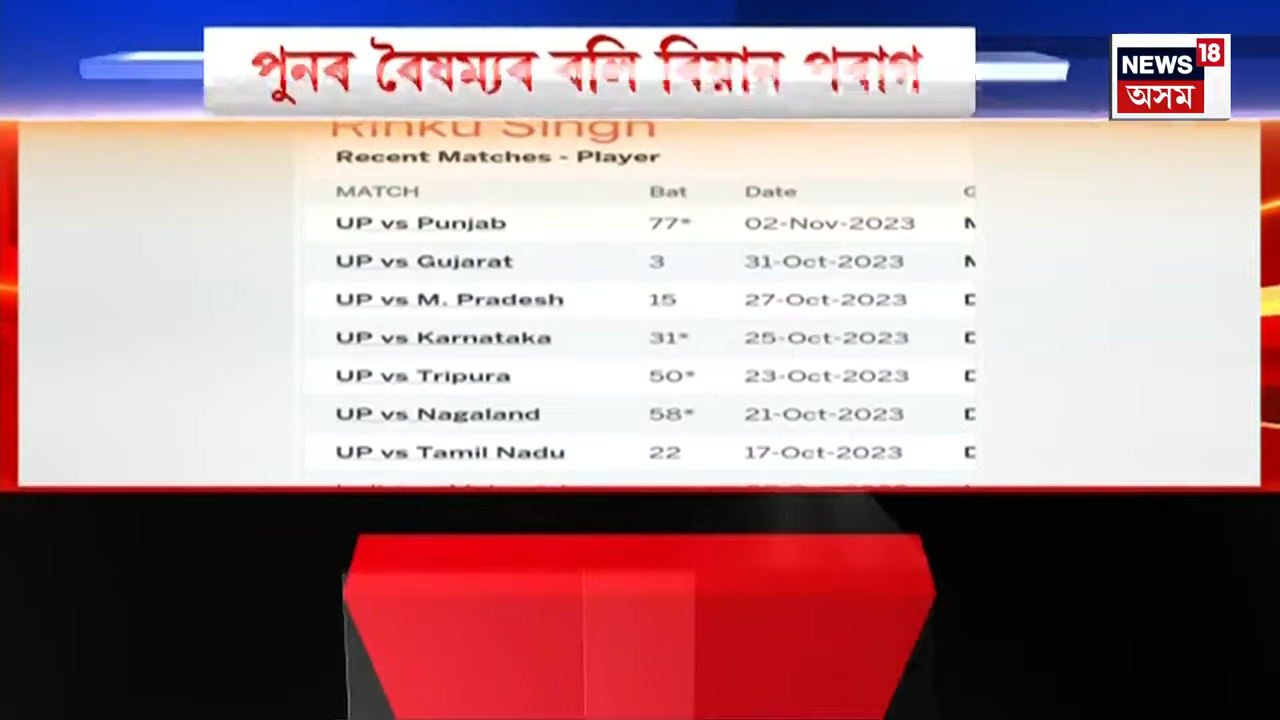 পুনৰ বৈষম্যৰ বলি ৰিয়ান পৰাগ
NEWS 18
অসম
Rinku Singh
Recent Matches - Player
MATCH Bat Date
UP vs Punjab 77* 02-Nov-2023
UP vs Gujarat 3 31-Oct-2023
UP vs M. Pradesh 15 27-Oct-2023
UP vs Karnataka 31* 25-Oct-2023
UP vs Tripura 50* 23-Oct-2023
UP vs Nagaland 58* 21-Oct-2023
UP vs Tamil Nadu 22 17-Oct-2023